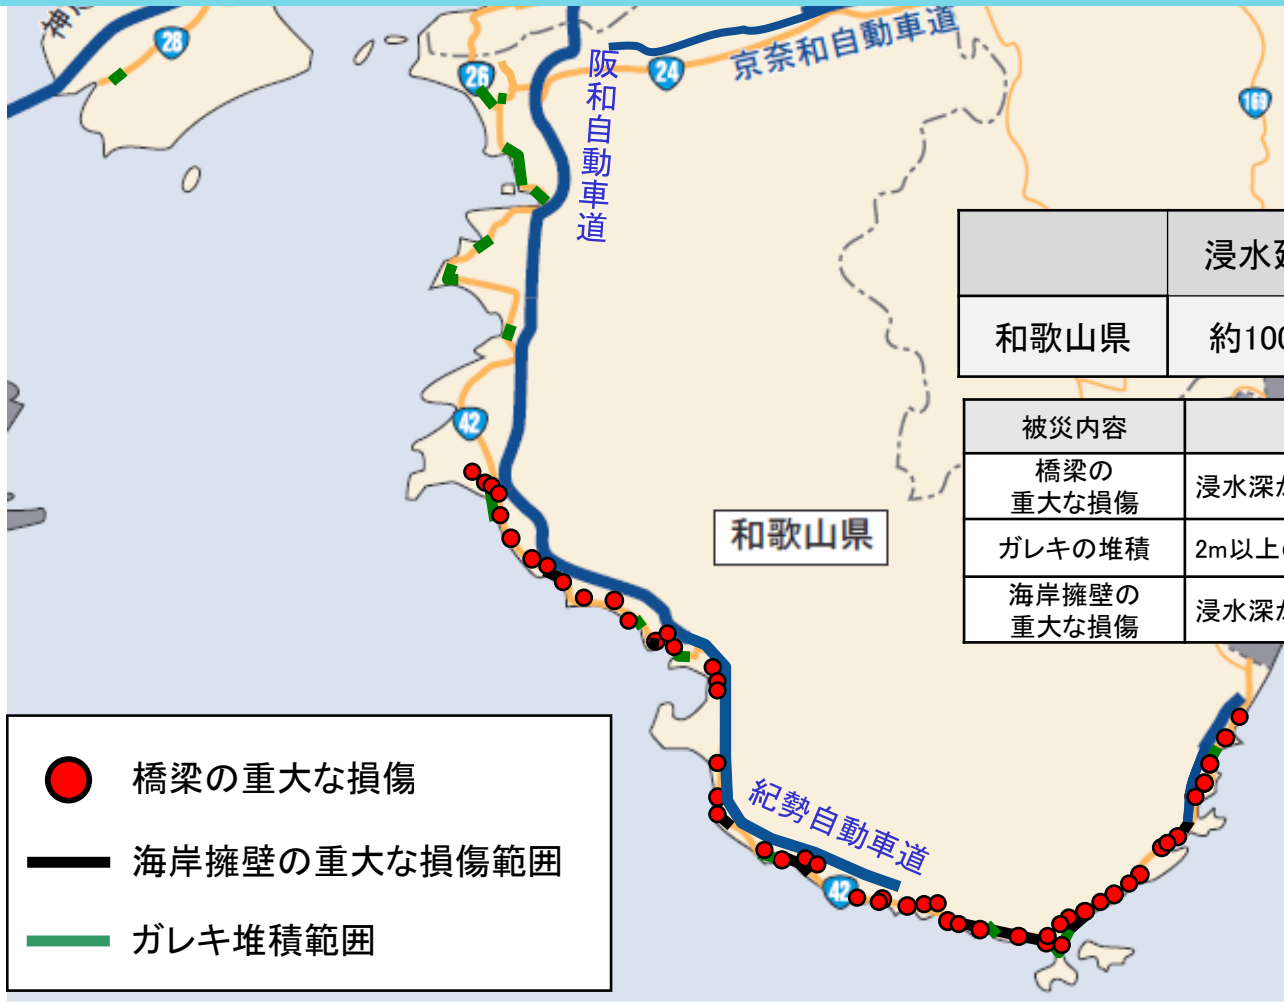 28
26
阪和自動車道
24
京奈和自動車道
169
浸水
和歌山県
約100
42
被災内容
橋梁の
重大な損傷
浸水深が
ガレキの堆積
2m以上の
海岸擁壁の
重大な損傷
浸水深が
和歌山県
橋梁の重大な損傷
海岸擁壁の重大な損傷範囲
ガレキ堆積範囲
紀勢自動車道
42